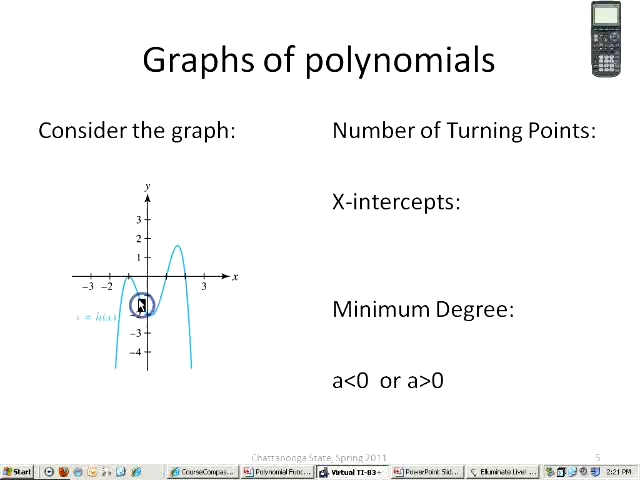 Graphs of polynomials
Consider the graph:
Number of Turning Points:
X-intercepts:
Minimum Degree:
a<0 or a>0
y
3
2
1
x
−3 −2
3
−3
−4
y = h(x)
Chattanooga State, Spring 2011
5
Start
CourseCompas...
Polynomial Func...
Virtual TI-83+
PowerPoint Slid...
Elluminate Live! ...
2:21 PM